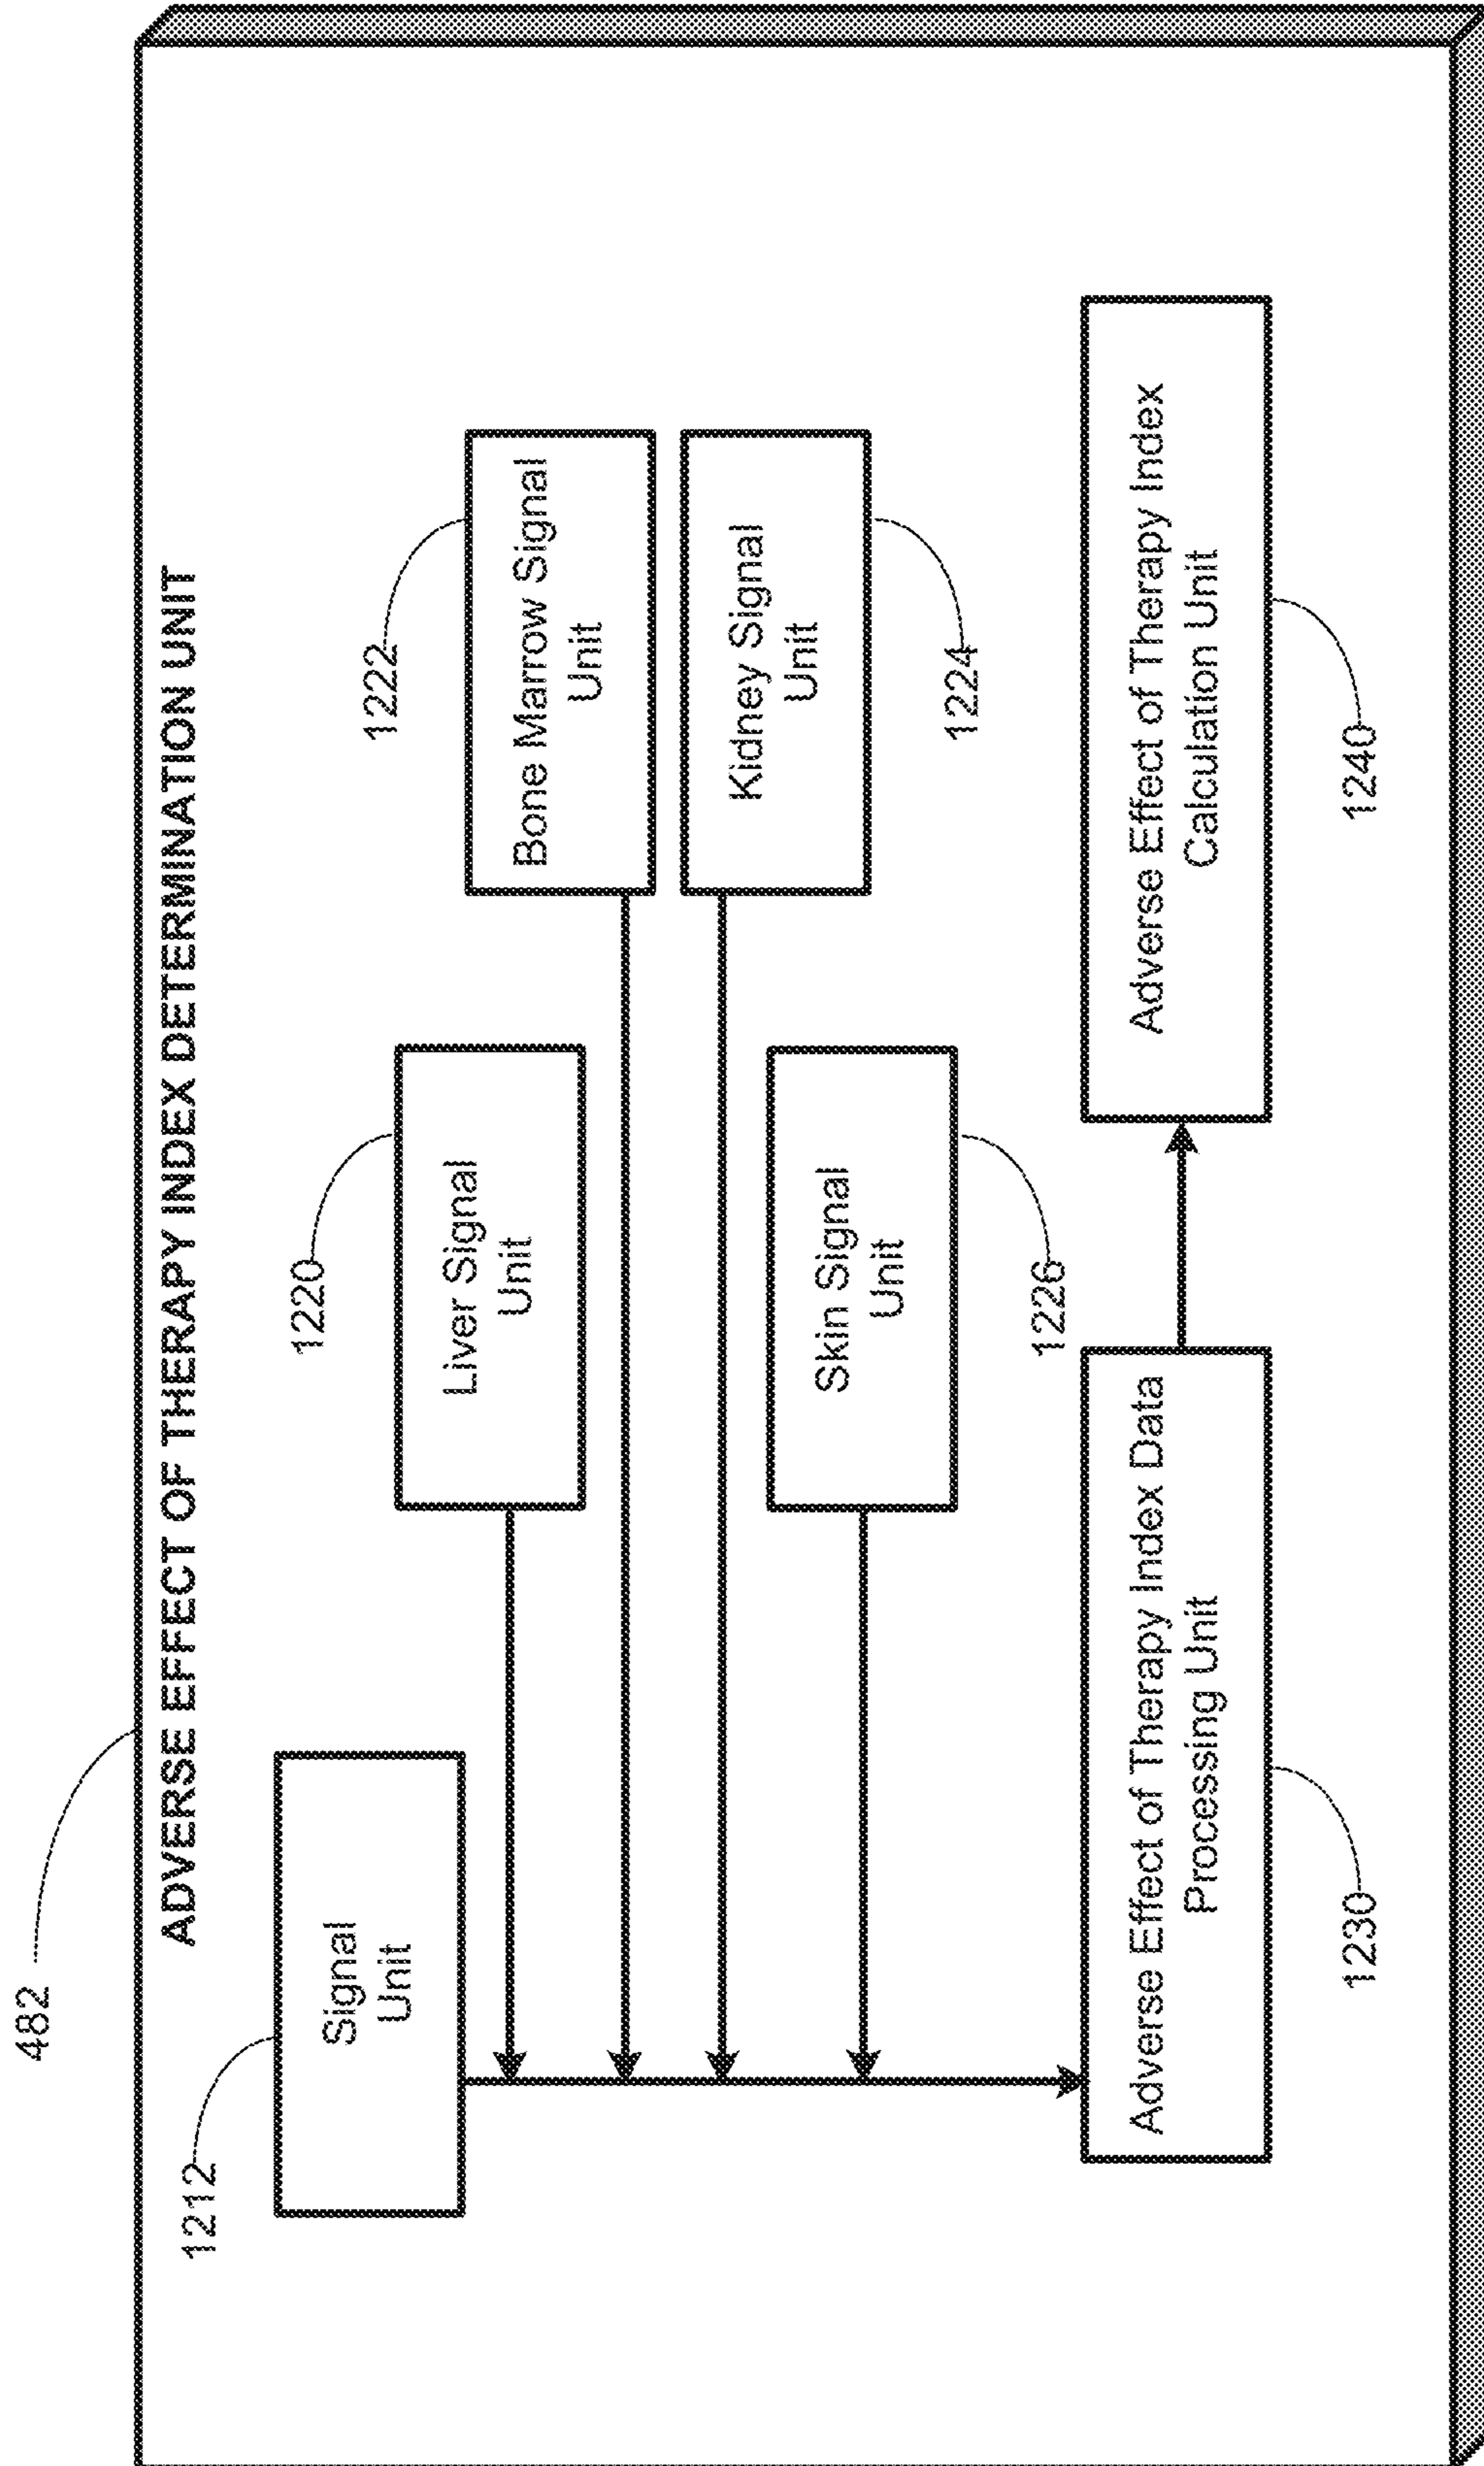 482
ADVERSE EFFECT OF THERAPY INDEX DETERMINATION UNIT
1212
Signal
Unit
1220
Liver Signal
Unit
1222
Bone Marrow Signal
Unit
Kidney Signal
Unit
1224
Skin Signal
Unit
1226
Adverse Effect of Therapy Index Data
Processing Unit
1230
Adverse Effect of Therapy Index
Calculation Unit
1240